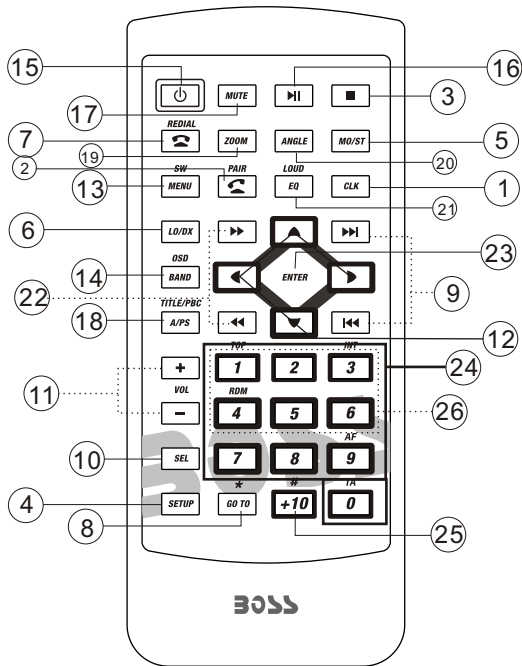 15
16
MUTE
17
3
REDIAL
7
ZOOM
ANGLE
MO/ST
5
19
20
2
SW
PAIR
LOUD
13
MENU
EQ
CLK
1
21
6
LO/DX
23
OSD
14
BAND
ENTER
22
9
TITLE/PBC
18
A/PS
12
TOP
INT
1
2
3
24
+
11
VOL
RDM
4
5
6
26
−
AF
10
SEL
7
8
9
BOSS
*
#
TA
4
SETUP
GO TO
+10
0
8
25
BOSS